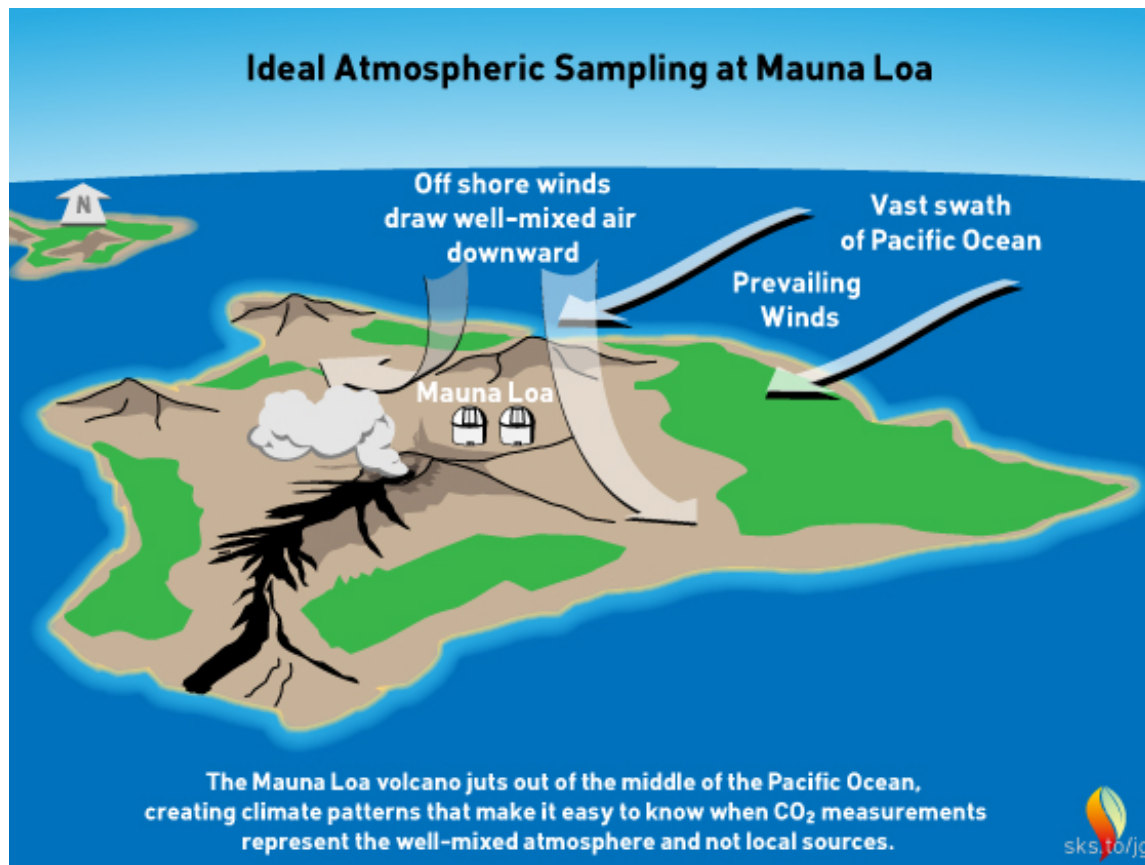 Ideal Atmospheric Sampling at Mauna Loa
N
Off shore winds
draw well-mixed air
downward
Vast swath
of Pacific Ocean
Prevailing
Winds
Mauna Loa
The Mauna Loa volcano juts out of the middle of the Pacific Ocean,
creating climate patterns that make it easy to know when CO₂ measurements
represent the well-mixed atmosphere and not local sources.